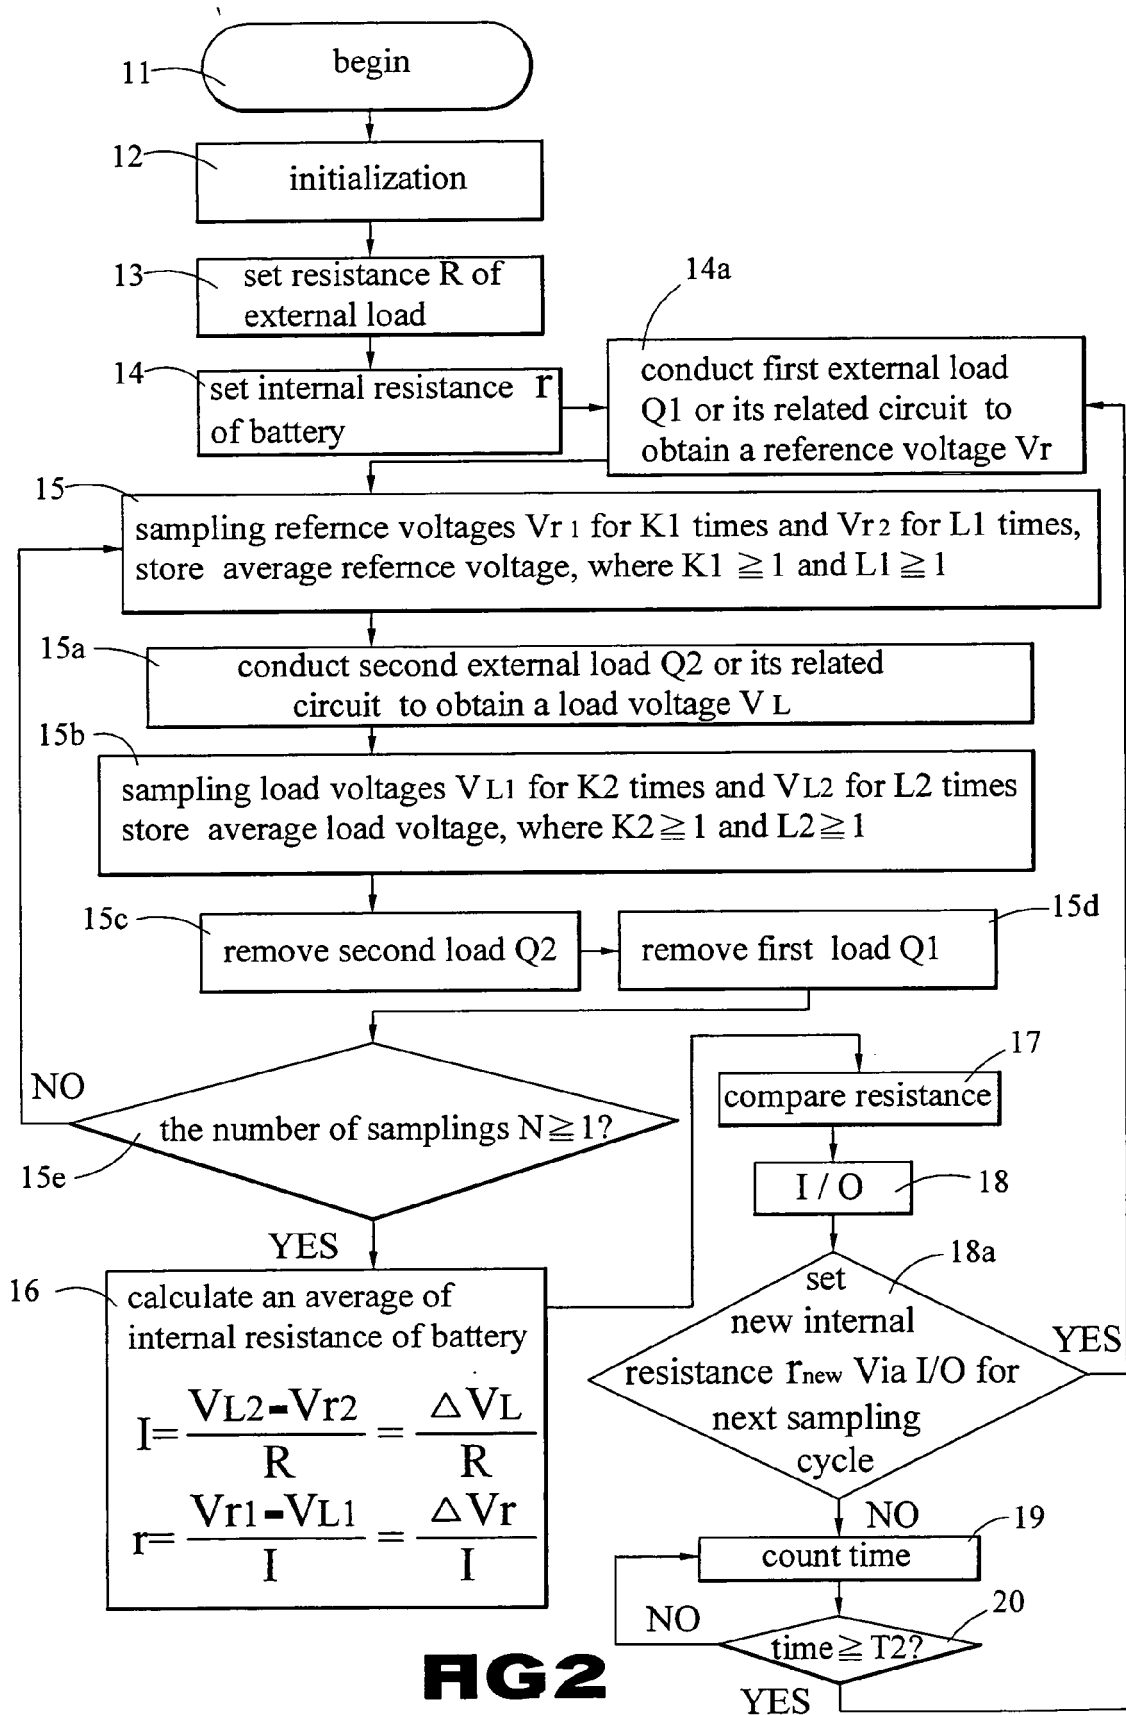 begin
11
12
initialization
13
set resistance R of
external load
14
set internal resistance r
of battery
14a
conduct first external load
Q1 or its related circuit to
obtain a reference voltage Vr
15
sampling refernce voltages Vr1 for K1 times and Vr2 for L1 times,
store average refernce voltage, where K1 ≧ 1 and L1 ≧ 1
15a
conduct second external load Q2 or its related
circuit to obtain a load voltage VL
15b
sampling load voltages VL1 for K2 times and VL2 for L2 times
store average load voltage, where K2 ≧ 1 and L2 ≧ 1
15c
remove second load Q2
15d
remove first load Q1
NO
the number of samplings N ≧ 1?
15e
YES
16
calculate an average of
internal resistance of battery
I = VL2-Vr2 / R = △VL / R
r = Vr1-VL1 / I = △Vr / I
17
compare resistance
I / O
18
18a
set
new internal
resistance rnew Via I/O for
next sampling
cycle
YES
NO
19
count time
20
NO
time ≧ T2?
YES
FIG2